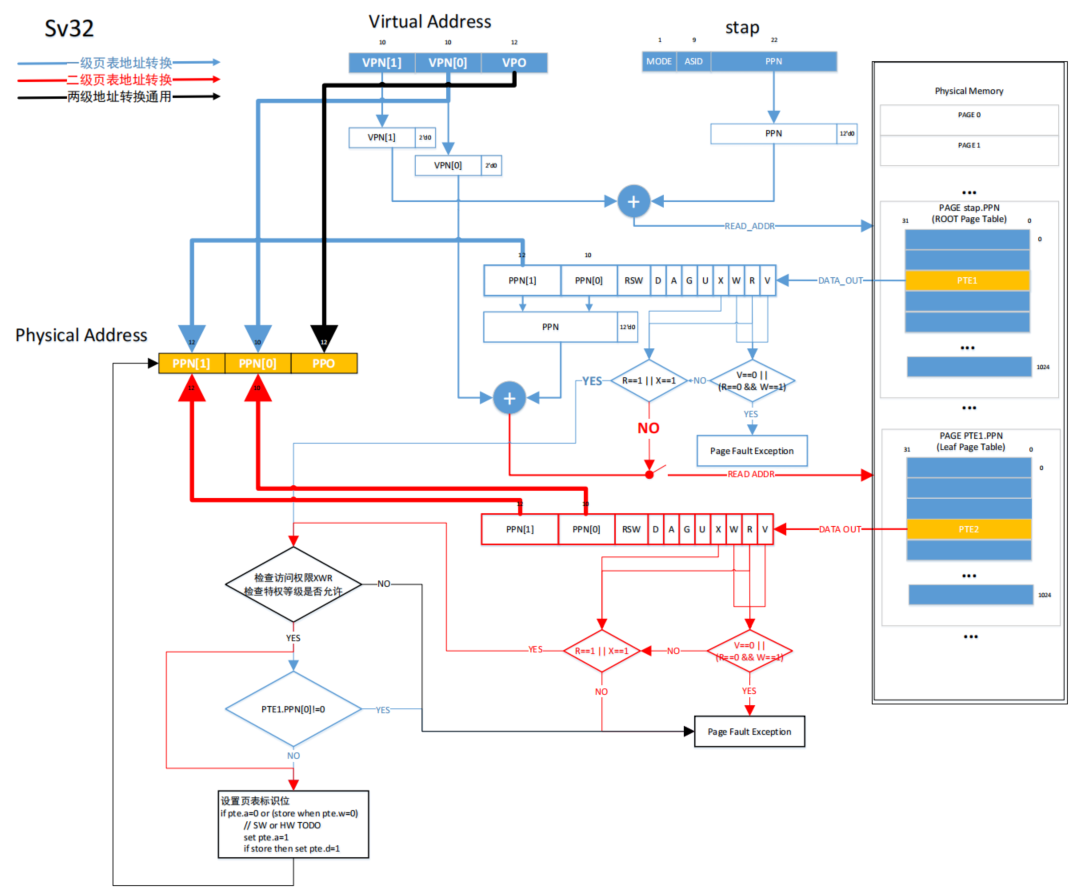 Sv32
Virtual Address
stap
一级页表地址转换
二级页表地址转换
两级地址转换通用
10
10
12
VPN[1]
VPN[0]
VPO
1
9
22
MODE
ASID
PPN
VPN[1]
2'd0
VPN[0]
2'd0
PPN
12'd0
+
READ_ADDR
Physical Memory
PAGE 0
PAGE 1
...
PAGE stap.PPN
(ROOT Page Table)
31
0
0
PTE1
...
1024
...
12
10
PPN[1]
PPN[0]
RSW
D
A
G
U
X
W
R
V
DATA_OUT
PPN
12'd0
Physical Address
12
10
12
PPN[1]
PPN[0]
PPO
12
10
+
YES
R==1 || X==1
NO
V==0 ||
(R==0 && W==1)
YES
NO
Page Fault Exception
READ ADDR
PAGE PTE1.PPN
(Leaf Page Table)
31
0
0
PTE2
...
1024
...
12
10
PPN[1]
PPN[0]
RSW
D
A
G
U
X
W
R
V
DATA OUT
检查访问权限XWR
检查特权等级是否允许
NO
YES
YES
R==1 || X==1
NO
V==0 ||
(R==0 && W==1)
NO
YES
PTE1.PPN[0]!=0
YES
NO
Page Fault Exception
设置页表标识位
if pte.a=0 or (store when pte.w=0)
// SW or HW TODO
set pte.a=1
if store then set pte.d=1